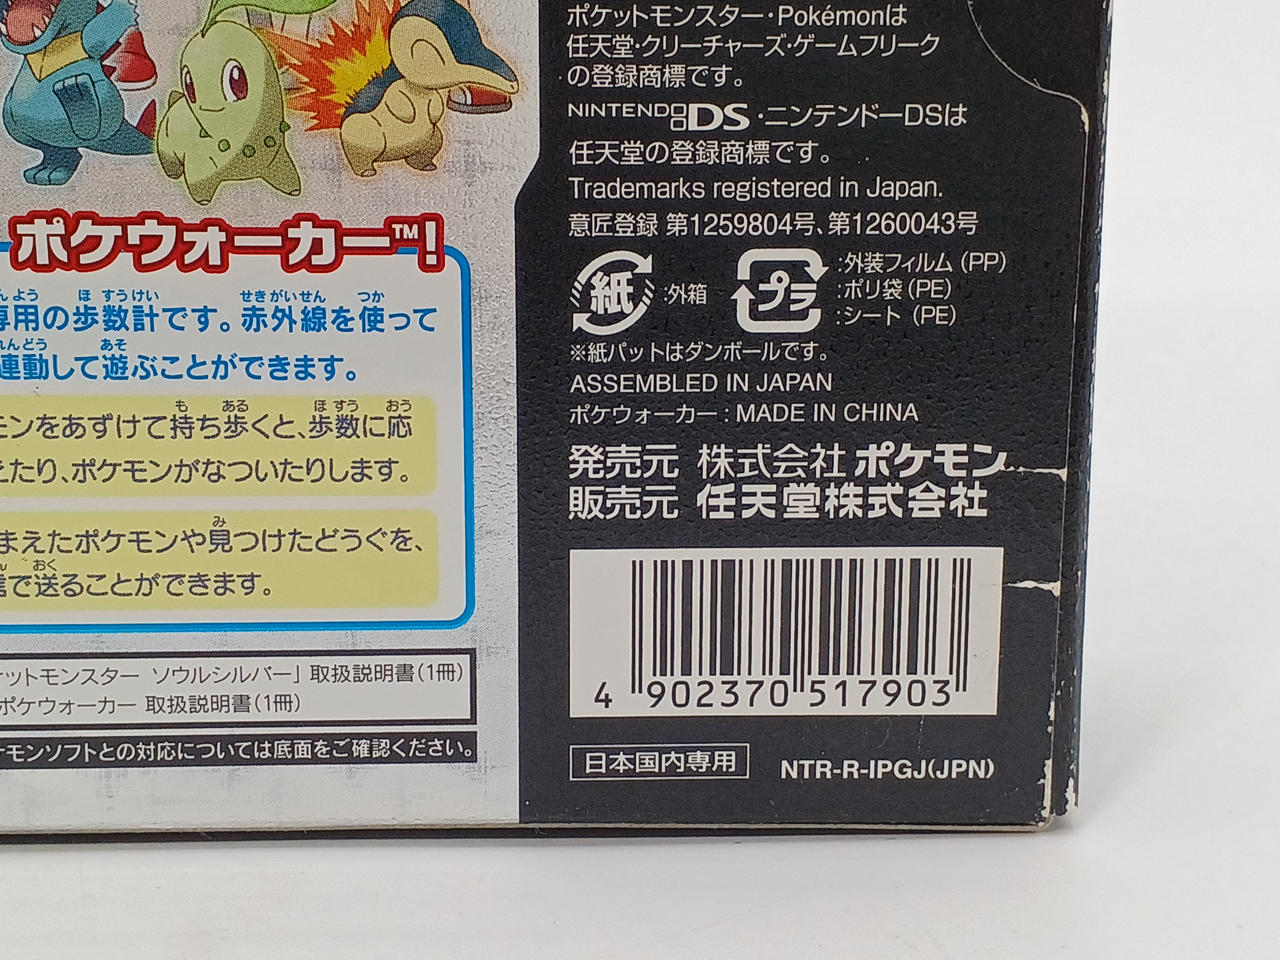 ポケウォーカー™!
専用の歩数計です。赤外線を使って
連動して遊ぶことができます。
モンをあずけて持ち歩くと、歩数に応
えたり、ポケモンがなついたりします。
まえたポケモンや見つけたどうぐを、
信で送ることができます。
ケットモンスター ソウルシルバー」取扱説明書(1冊)
ポケウォーカー 取扱説明書(1冊)
ケモンソフトとの対応については底面をご確認ください。
ポケットモンスター・Pokémonは
任天堂・クリーチャーズ・ゲームフリーク
の登録商標です。
NINTENDO DS・ニンテンドーDSは
任天堂の登録商標です。
Trademarks registered in Japan.
意匠登録 第1259804号、第1260043号
紙:外箱
プラ:外装フィルム (PP)
:ポリ袋 (PE)
:シート (PE)
※紙パットはダンボールです。
ASSEMBLED IN JAPAN
ポケウォーカー:MADE IN CHINA
発売元 株式会社ポケモン
販売元 任天堂株式会社
4 902370 517903
日本国内専用 NTR-R-IPGJ(JPN)